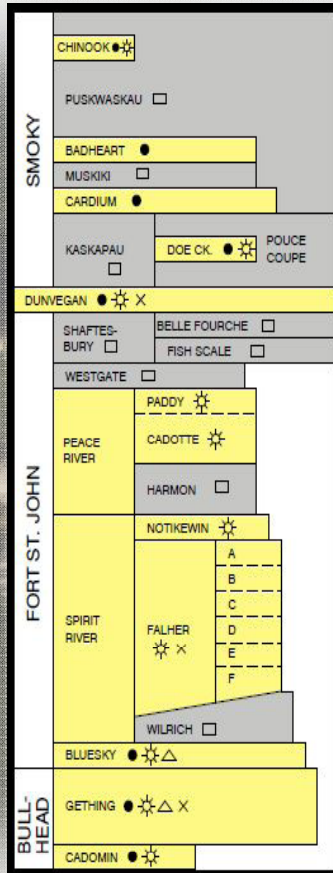 SMOKY
CHINOOK
PUSKWASKAU
BADHEART
MUSKIKI
CARDIUM
KASKAPAU
DOE CK.
POUCE
COUPE
DUNVEGAN
FORT ST. JOHN
SHAFTES-
BURY
BELLE FOURCHE
FISH SCALE
WESTGATE
PEACE
RIVER
PADDY
CADOTTE
HARMON
SPIRIT
RIVER
NOTIKEWIN
FALHER
A
B
C
D
E
F
WILRICH
BLUESKY
BULL-
HEAD
GETHING
CADOMIN